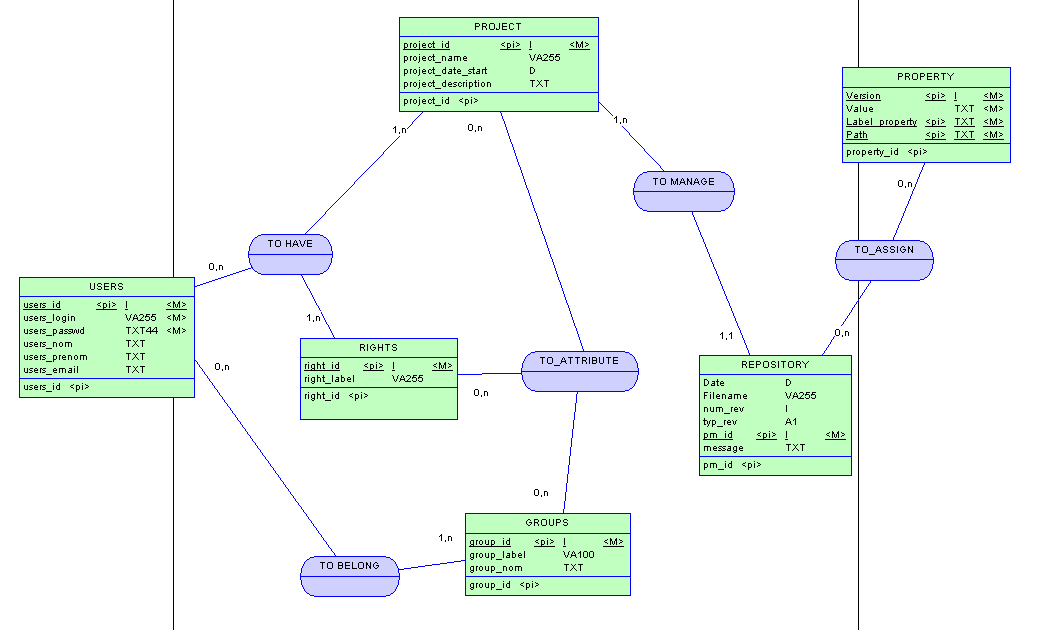 PROJECT
project_id <pi> I <M>
project_name VA255
project_date_start D
project_description TXT
project_id <pi>
PROPERTY
Version <pi> I <M>
Value TXT <M>
Label_property <pi> TXT <M>
Path <pi> TXT <M>
property_id <pi>
1,n
0,n
1,n
TO MANAGE
0,n
TO HAVE
TO_ASSIGN
0,n
USERS
users_id <pi> I <M>
users_login VA255 <M>
users_passwd TXT44 <M>
users_nom TXT
users_prenom TXT
users_email TXT
users_id <pi>
1,n
1,1
0,n
RIGHTS
right_id <pi> I <M>
right_label VA255
right_id <pi>
TO_ATTRIBUTE
0,n
0,n
REPOSITORY
Date D
Filename VA255
num_rev I
typ_rev A1
pm_id <pi> I <M>
message TXT
pm_id <pi>
0,n
GROUPS
group_id <pi> I <M>
group_label VA100
group_nom TXT
group_id <pi>
1,n
TO BELONG